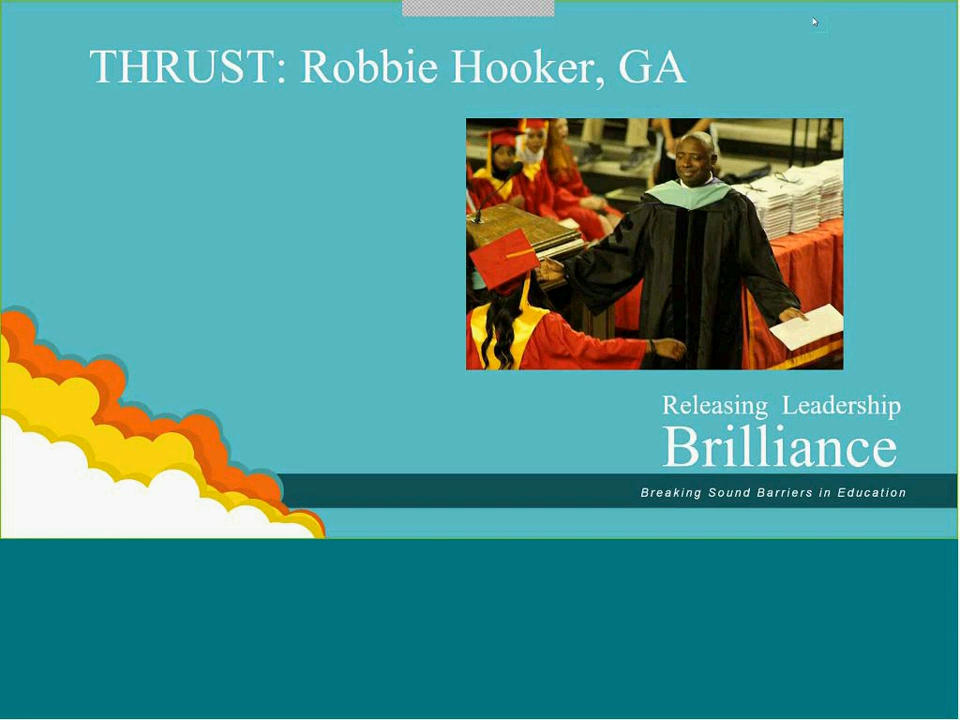 THRUST: Robbie Hooker, GA
Releasing Leadership
Brilliance
Breaking Sound Barriers in Education